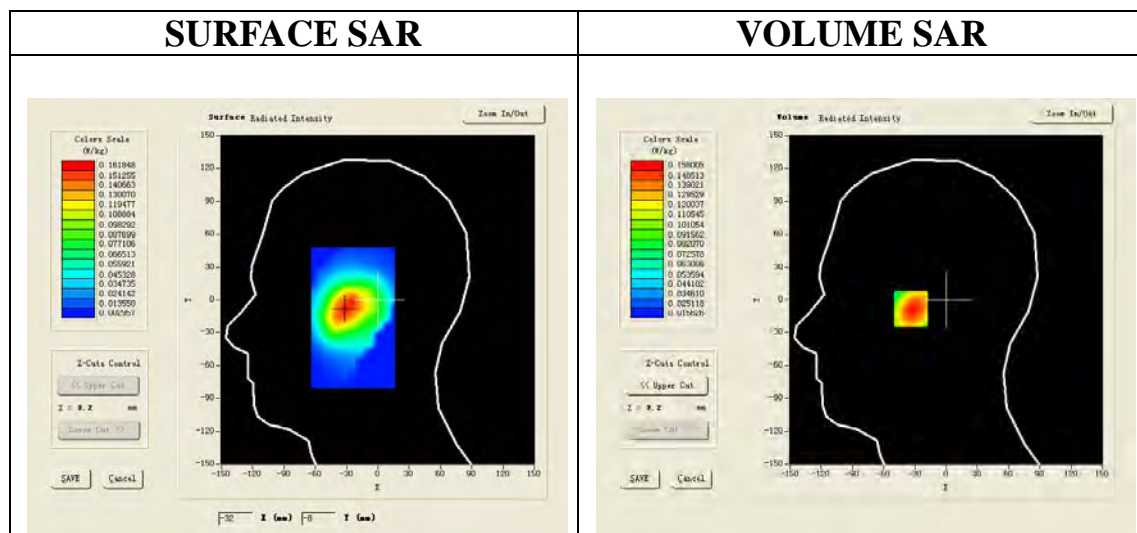 SURFACE SAR
VOLUME SAR
Surface Radiated Intensity
Zoom In/Out
Colors Scale
(W/kg)
0.161848
0.151255
0.140663
0.130070
0.119477
0.108884
0.098292
0.087699
0.077106
0.066513
0.055921
0.045328
0.034735
0.024142
0.013550
0.002957
150
120
90
60
30
0
-30
-60
-90
-120
-150
-150 -120 -90 -60 -30 0 30 60 90 120 150
Z-Cuts Control
<< Upper Cut
mm
SAVE
Cancel
X (mm)
Y (mm)
Volume Radiated Intensity
Zoom In/Out
Colors Scale
(W/kg)
0.158005
0.148513
0.139021
0.129529
0.120037
0.110545
0.101054
0.091562
0.082070
0.072578
0.063086
0.053594
0.044102
0.034610
0.025118
0.015626
150
120
90
60
30
0
-30
-60
-90
-120
-150
-150 -120 -90 -60 -30 0 30 60 90 120 150
Z-Cuts Control
<< Upper Cut
mm
SAVE
Cancel